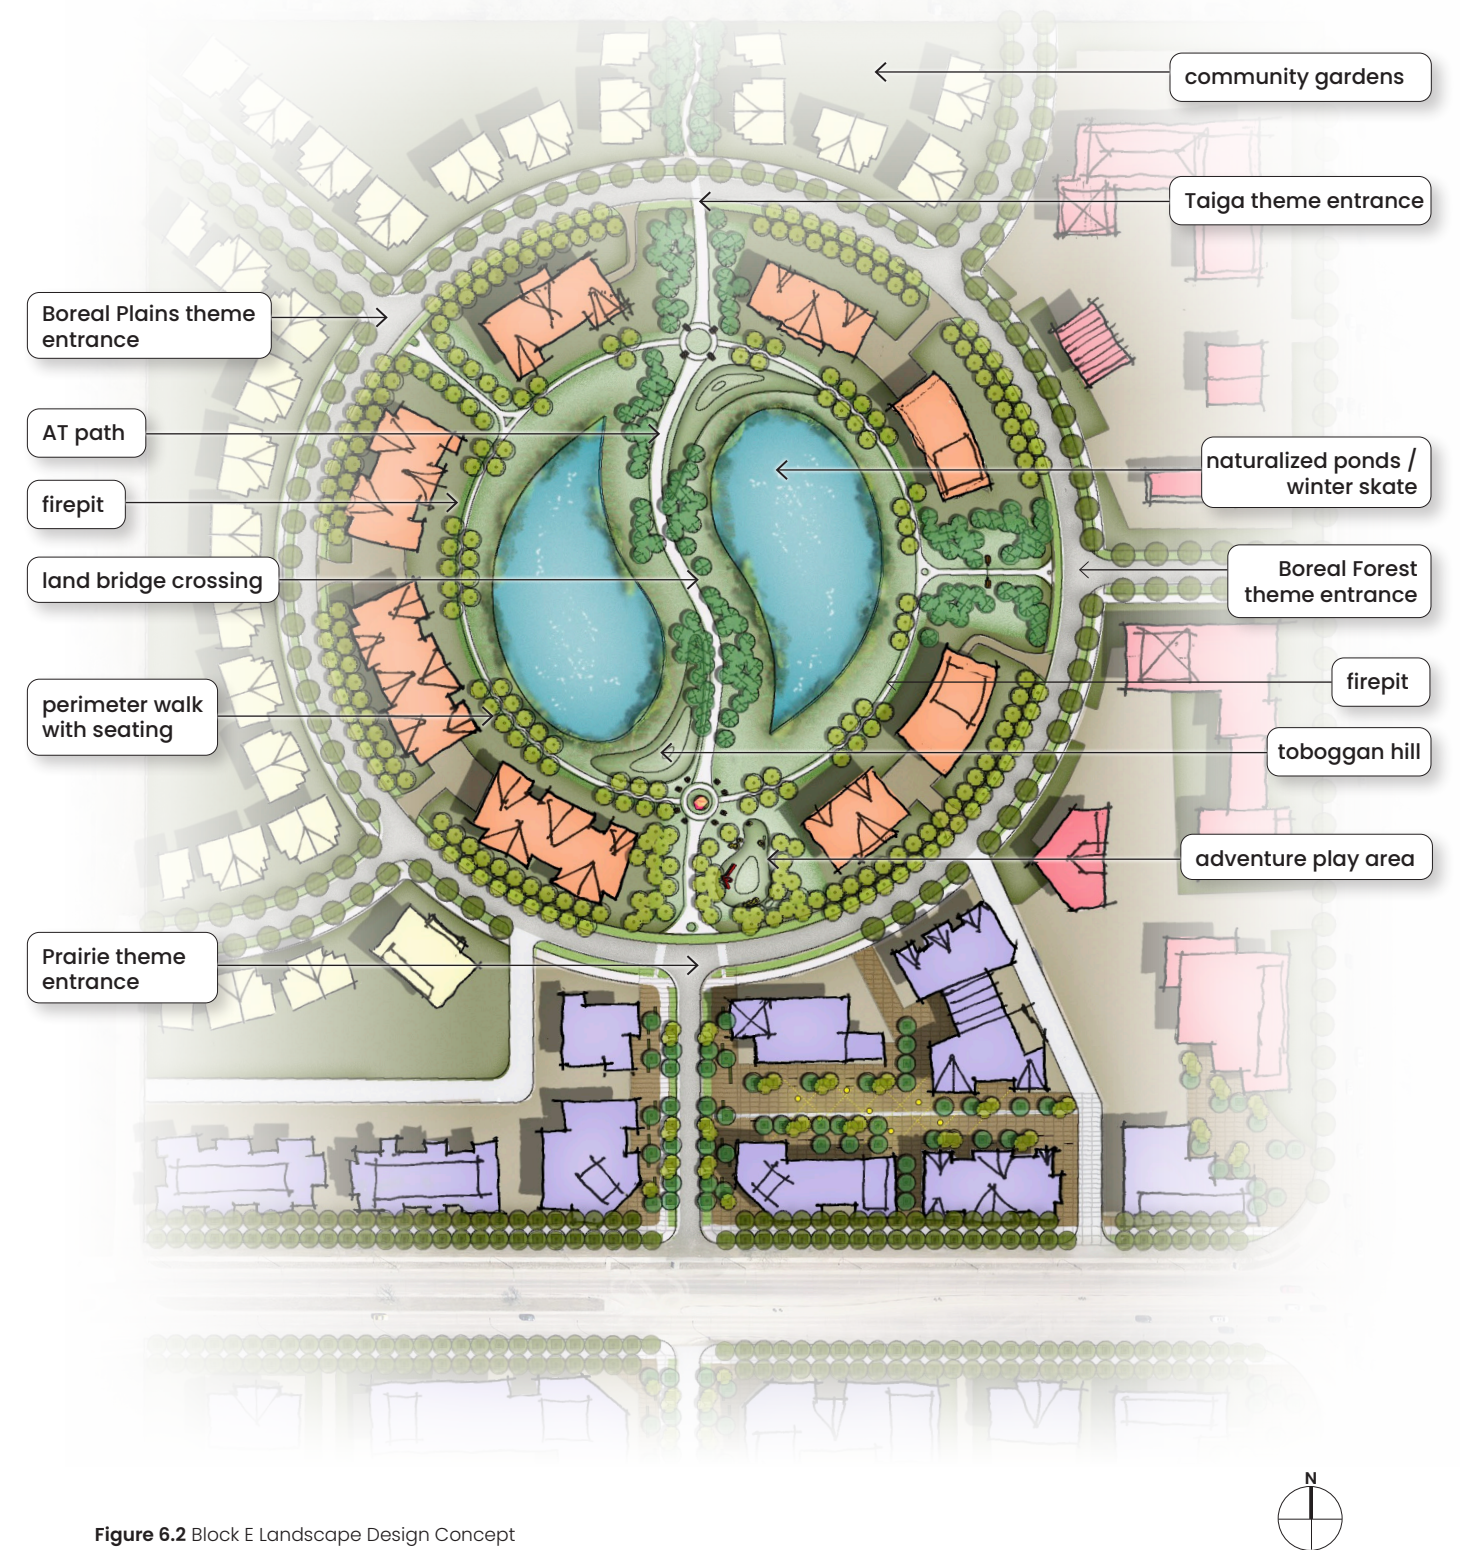 community gardens
Taiga theme entrance
Boreal Plains theme
entrance
AT path
naturalized ponds /
winter skate
firepit
Boreal Forest
theme entrance
land bridge crossing
firepit
perimeter walk
with seating
toboggan hill
adventure play area
Prairie theme
entrance
N
Figure 6.2 Block E Landscape Design Concept